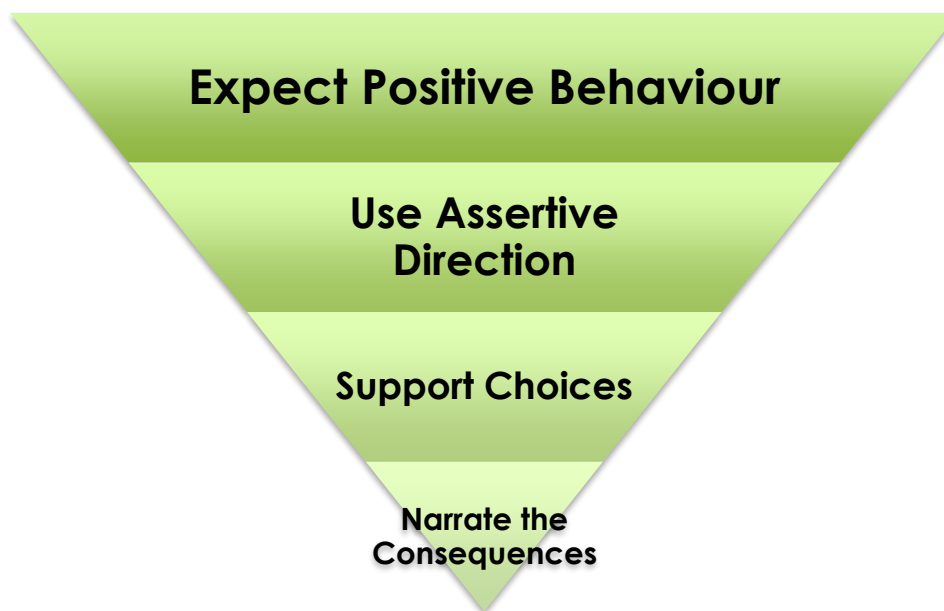 Expect Positive Behaviour
Use Assertive
Direction
Support Choices
Narrate the
Consequences